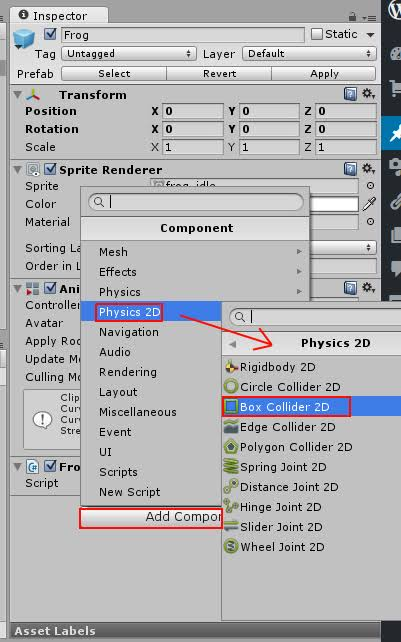 Inspector
Frog
Static
Tag
Untagged
Layer
Default
Prefab
Select
Revert
Apply
Transform
Position X 0 Y 0 Z 0
Rotation X 0 Y 0 Z 0
Scale X 1 Y 1 Z 1
Sprite Renderer
Sprite
frog_idle
Color
Material
Sorting La
Order in L
Ani
Controller
Avatar
Apply Roo
Update Mo
Culling Mo
Clip
Cur
Stre
Fro
Script
Component
Mesh
Effects
Physics
Physics 2D
Navigation
Audio
Rendering
Layout
Miscellaneous
Event
UI
Scripts
New Script
Add Compor
Physics 2D
Rigidbody 2D
Circle Collider 2D
Box Collider 2D
Edge Collider 2D
Polygon Collider 2D
Spring Joint 2D
Distance Joint 2D
Hinge Joint 2D
Slider Joint 2D
Wheel Joint 2D
Asset Labels